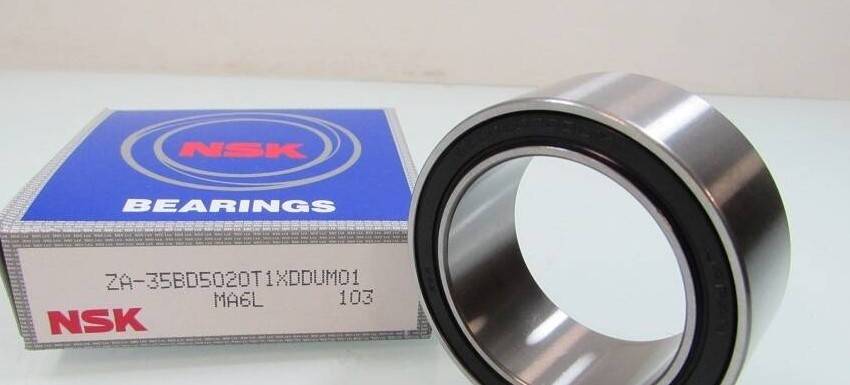 NSK
BEARINGS
ZA-35BD5020T1XDDUM01
MA6L 103
NSK